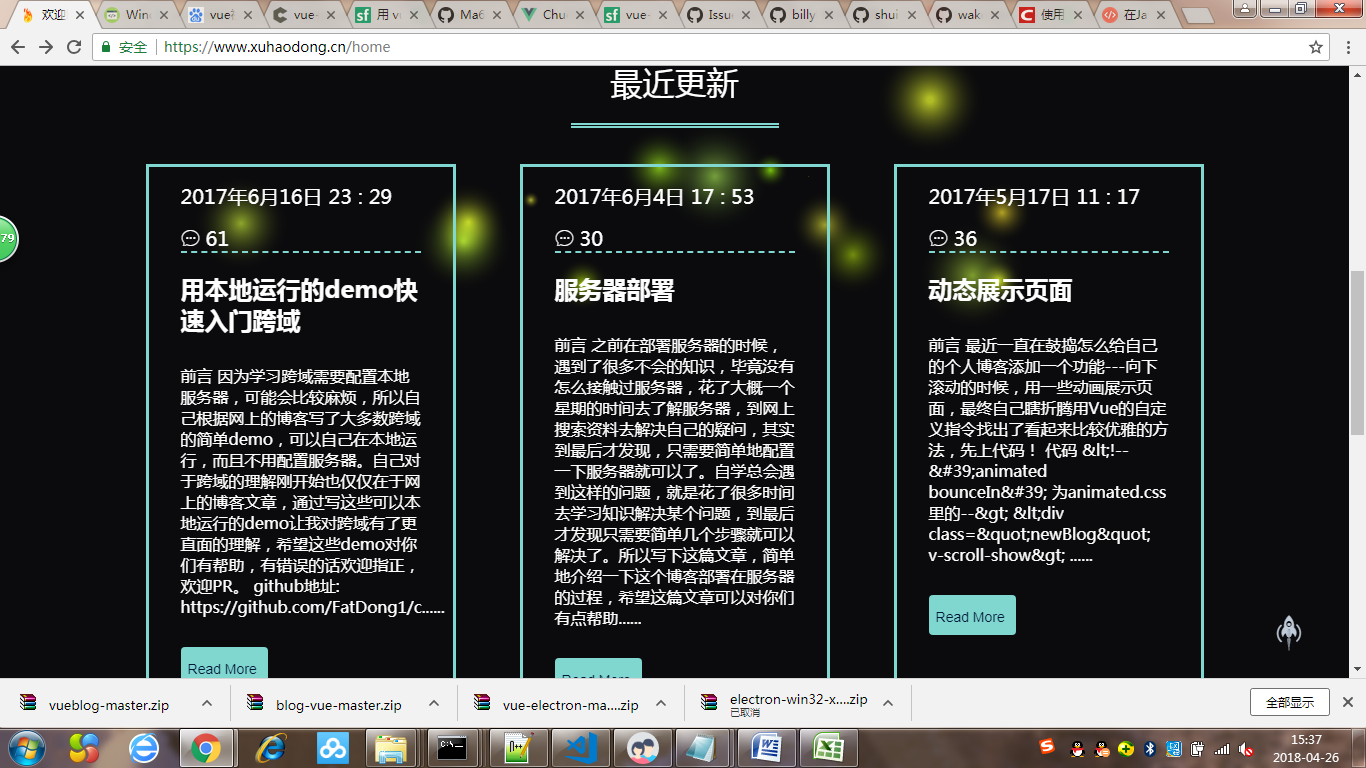 欢迎
Wind
vue
vue-
用 v
Ma6
Chu
vue-
Issu
billy
shui
wak
使用
在Ja
安全
https://www.xuhaodong.cn/home
最近更新
2017年6月16日 23 : 29
61
用本地运行的demo快
速入门跨域
前言 因为学习跨域需要配置本地
服务器，可能会比较麻烦，所以自
己根据网上的博客写了大多数跨域
的简单demo，可以自己在本地运
行，而且不用配置服务器。自己对
于跨域的理解刚开始也仅仅在于网
上的博客文章，通过写这些可以本
地运行的demo让我对跨域有了更
直面的理解，希望这些demo对你
们有帮助，有错误的话欢迎指正，
欢迎PR。 github地址:
https://github.com/FatDong1/c......
Read More
2017年6月4日 17 : 53
30
服务器部署
前言 之前在部署服务器的时候，
遇到了很多不会的知识，毕竟没有
怎么接触过服务器，花了大概一个
星期的时间去了解服务器，到网上
搜索资料去解决自己的疑问，其实
到最后才发现，只需要简单地配置
一下服务器就可以了。自学总会遇
到这样的问题，就是花了很多时间
去学习知识解决某个问题，到最后
才发现只需要简单几个步骤就可以
解决了。所以写下这篇文章，简单
地介绍一下这个博客部署在服务器
的过程，希望这篇文章可以对你们
有点帮助......
Read More
2017年5月17日 11 : 17
36
动态展示页面
前言 最近一直在鼓捣怎么给自己
的个人博客添加一个功能---向下
滚动的时候，用一些动画展示页
面，最终自己瞎折腾用Vue的自定
义指令找出了看起来比较优雅的方
法，先上代码！ 代码 &lt;!--
&#39;animated
bounceIn&#39; 为animated.css
里的--&gt; &lt;div
class=&quot;newBlog&quot;
v-scroll-show&gt; ......
Read More
79
vueblog-master.zip
blog-vue-master.zip
vue-electron-ma....zip
electron-win32-x....zip
已取消
全部显示
15:37
2018-04-26